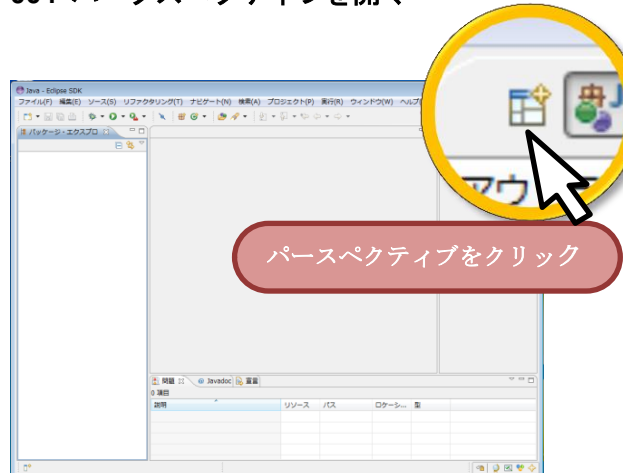 Java - Eclipse SDK
ファイル(F) 編集(E) ソース(S) リファクタリング(T) ナビゲート(N) 検索(A) プロジェクト(P) 実行(R) ウィンドウ(W) ヘルプ
パッケージ・エクスプロ
アウ
パースペクティブをクリック
問題 @ Javadoc 宣言
0 項目
説明 リソース パス ロケーシ... 型